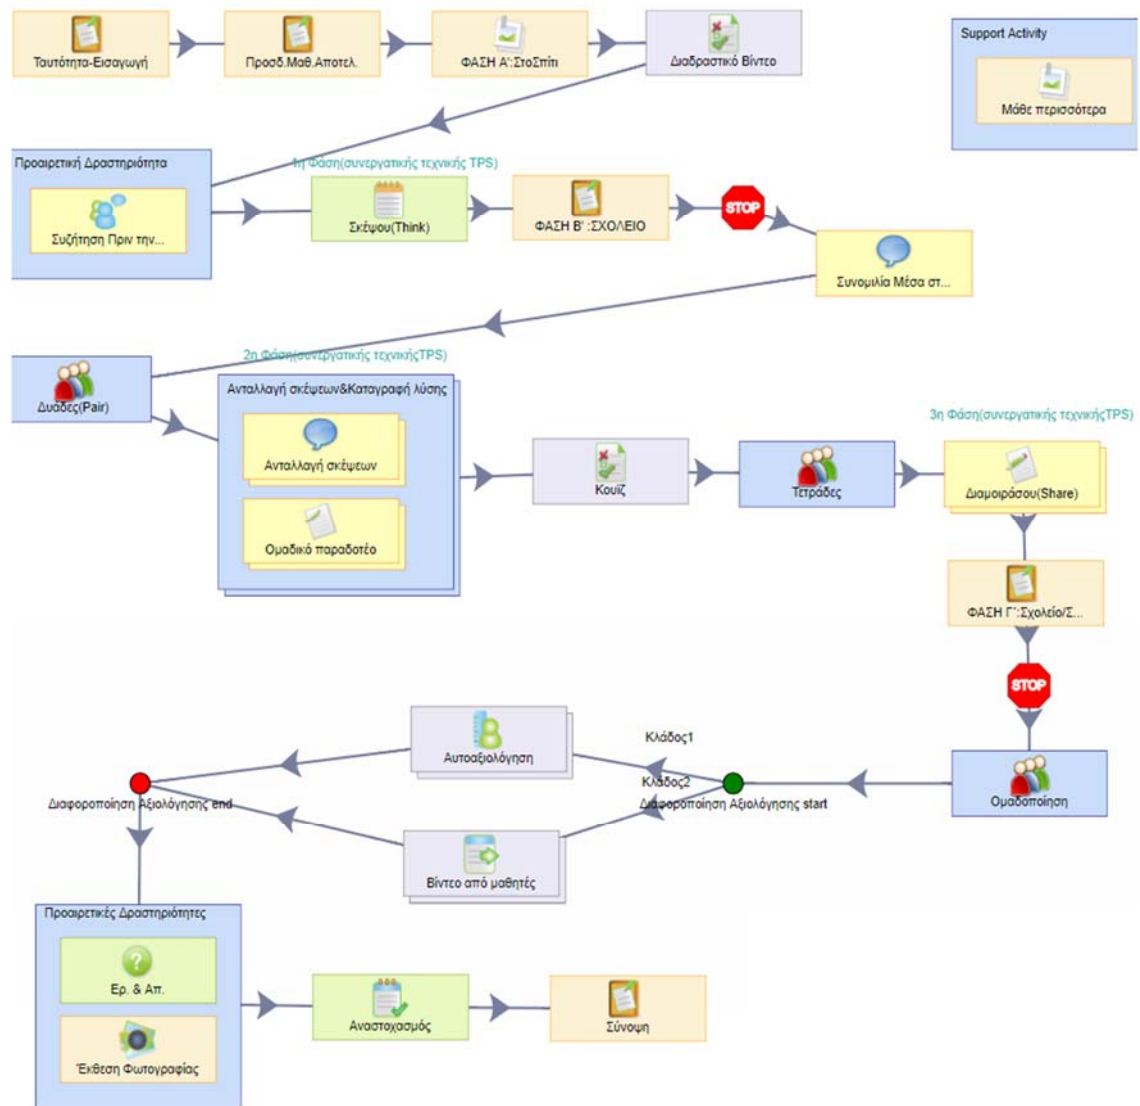 Ταυτότητα-Εισαγωγή
Προσδ.Μαθ.Αποτελ.
ΦΑΣΗ Α':ΣτοΣπίτι
Διαδραστικό Βίντεο
Support Activity
Μάθε περισσότερα
Προαιρετική Δραστηριότητα
Συζήτηση Πριν την...
1η Φάση(συνεργατικής τεχνικής TPS)
Σκέψου(Think)
ΦΑΣΗ Β' :ΣΧΟΛΕΙΟ
STOP
Συνομιλία Μέσα στ...
Δυάδες(Pair)
2η Φάση(συνεργατικής τεχνικήςTPS)
Ανταλλαγή σκέψεων&Καταγραφή λύσης
Ανταλλαγή σκέψεων
Ομαδικό παραδοτέο
Κουίζ
Τετράδες
3η Φάση(συνεργατικής τεχνικήςTPS)
Διαμοιράσου(Share)
ΦΑΣΗ Γ':Σχολείο/Σ...
STOP
Ομαδοποίηση
Διαφοροποίηση Αξιολόγησης start
Κλάδος1
Κλάδος2
Αυτοαξιολόγηση
Βίντεο από μαθητές
Διαφοροποίηση Αξιολόγησης end
Προαιρετικές Δραστηριότητες
Ερ. & Απ.
Έκθεση Φωτογραφίας
Αναστοχασμός
Σύνοψη